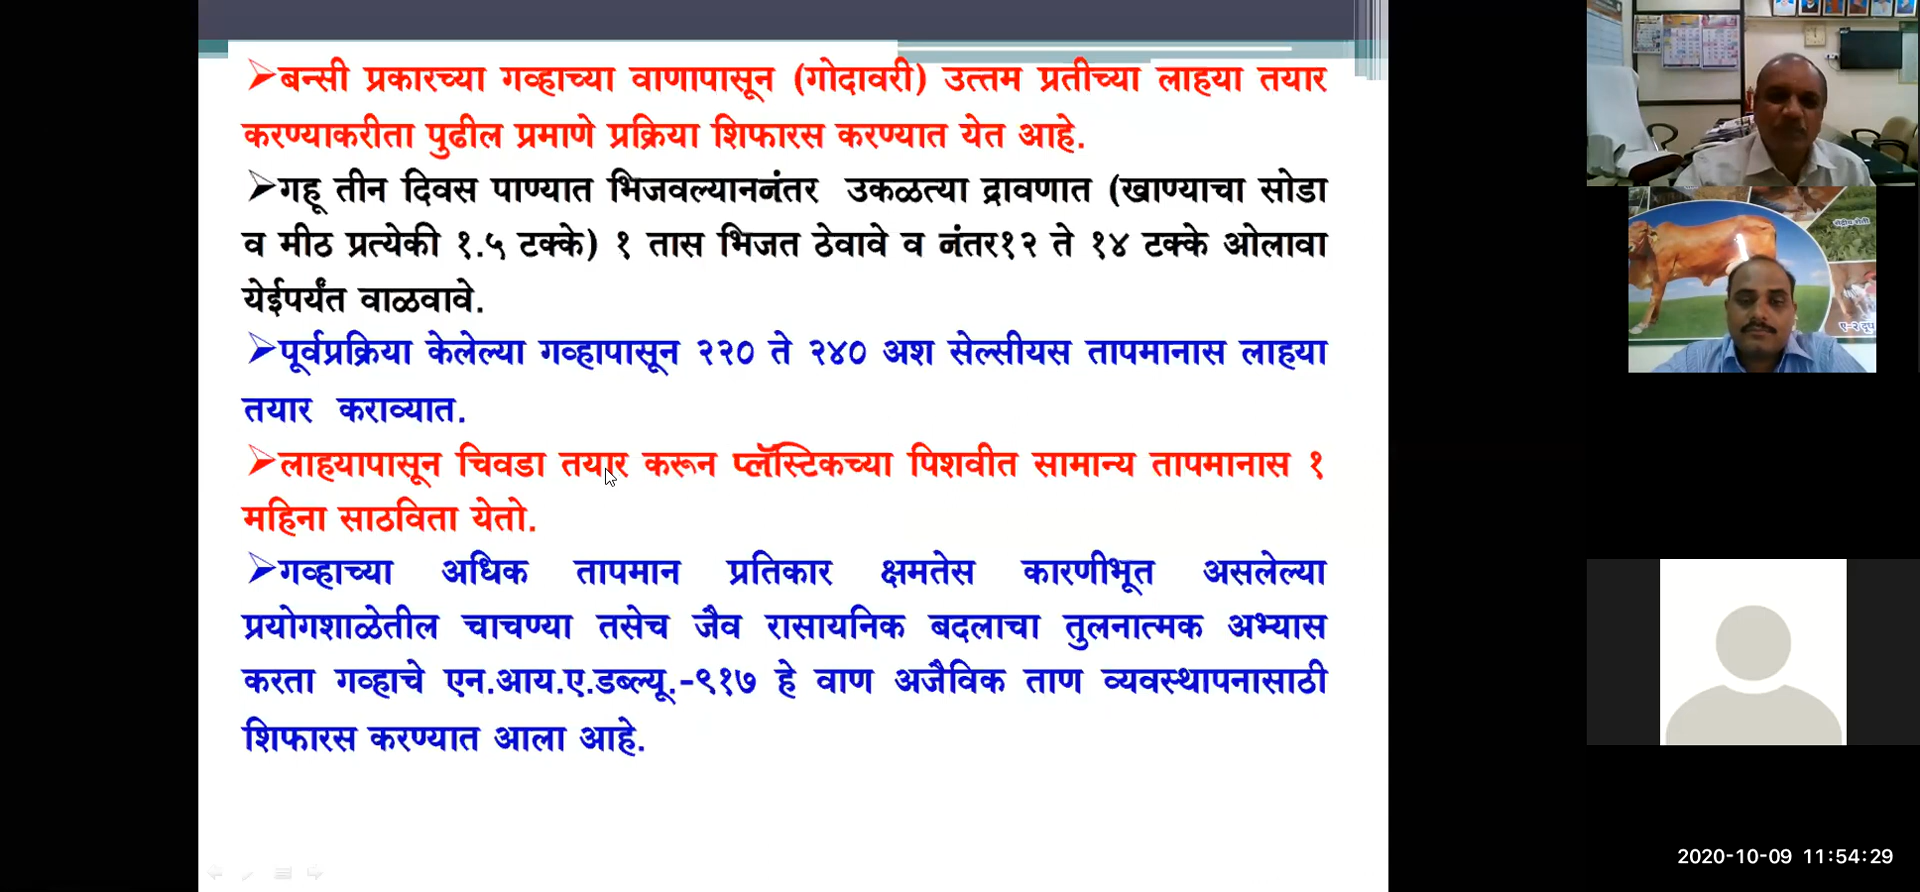 ➢बन्सी प्रकारच्या गव्हाच्या वाणापासून (गोदावरी) उत्तम प्रतीच्या लाहया तयार
करण्याकरीता पुढील प्रमाणे प्रक्रिया शिफारस करण्यात येत आहे.
➢गहू तीन दिवस पाण्यात भिजवल्याननंतर उकळत्या द्रावणात (खाण्याचा सोडा
व मीठ प्रत्येकी १.५ टक्के) १ तास भिजत ठेवावे व नंतर१२ ते १४ टक्के ओलावा
येईपर्यंत वाळवावे.
➢पूर्वप्रक्रिया केलेल्या गव्हापासून २२० ते २४० अश सेल्सीयस तापमानास लाहया
तयार कराव्यात.
➢लाहयापासून चिवडा तयार करून प्लॅस्टिकच्या पिशवीत सामान्य तापमानास १
महिना साठविता येतो.
➢गव्हाच्या अधिक तापमान प्रतिकार क्षमतेस कारणीभूत असलेल्या
प्रयोगशाळेतील चाचण्या तसेच जैव रासायनिक बदलाचा तुलनात्मक अभ्यास
करता गव्हाचे एन.आय.ए.डब्ल्यू.-९१७ हे वाण अजैविक ताण व्यवस्थापनासाठी
शिफारस करण्यात आला आहे.
2020-10-09 11:54:29